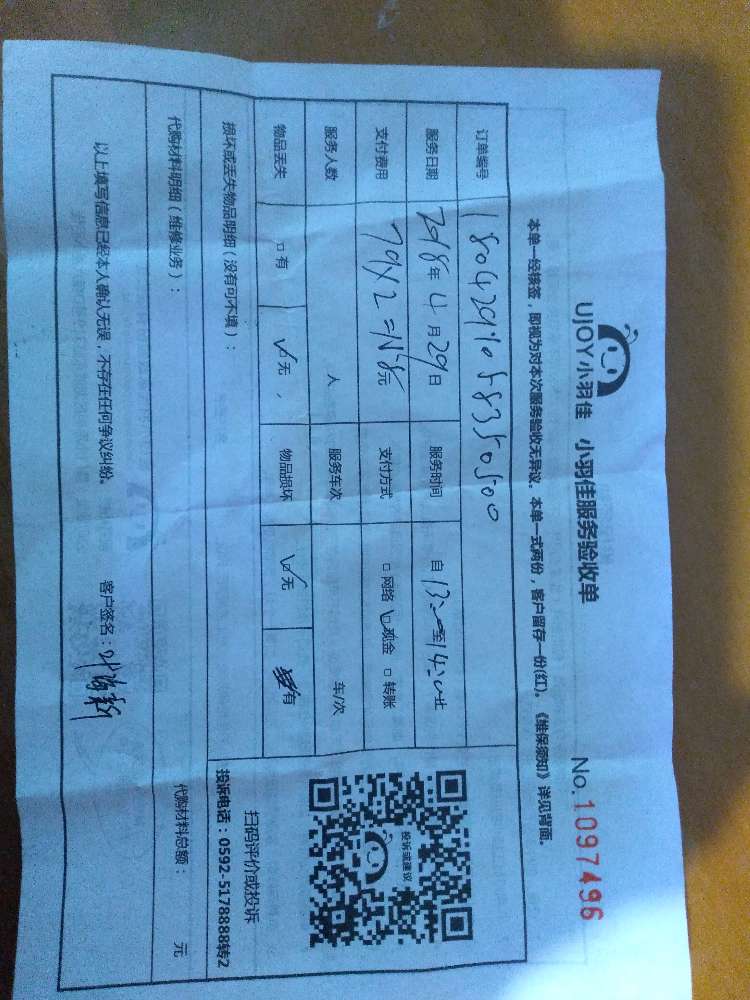 UJOY小羽佳 小羽佳服务验收单 No.1097496
本单一经核签，即视为对本次服务验收无异议。本单一式两份，客户留存一份(红)。《维保须知》详见背面。
订单编号
服务日期 2018年4月29日 服务时间 自13:00至14:00止
支付费用 79X2=158元 支付方式 □网络 ☑现金 □转账
服务人数 人 服务车次 车/次
物品丢失 □有 ☑无， 物品损坏 ☑无 有
损坏或丢失物品明细（没有可不填）：
投诉或建议
扫码评价或投诉
投诉电话：0592-5178888转2
代购材料明细（维修业务）： 代购材料总额： 元
以上填写信息已经本人确认无误，不存在任何争议纠纷。 客户签名：